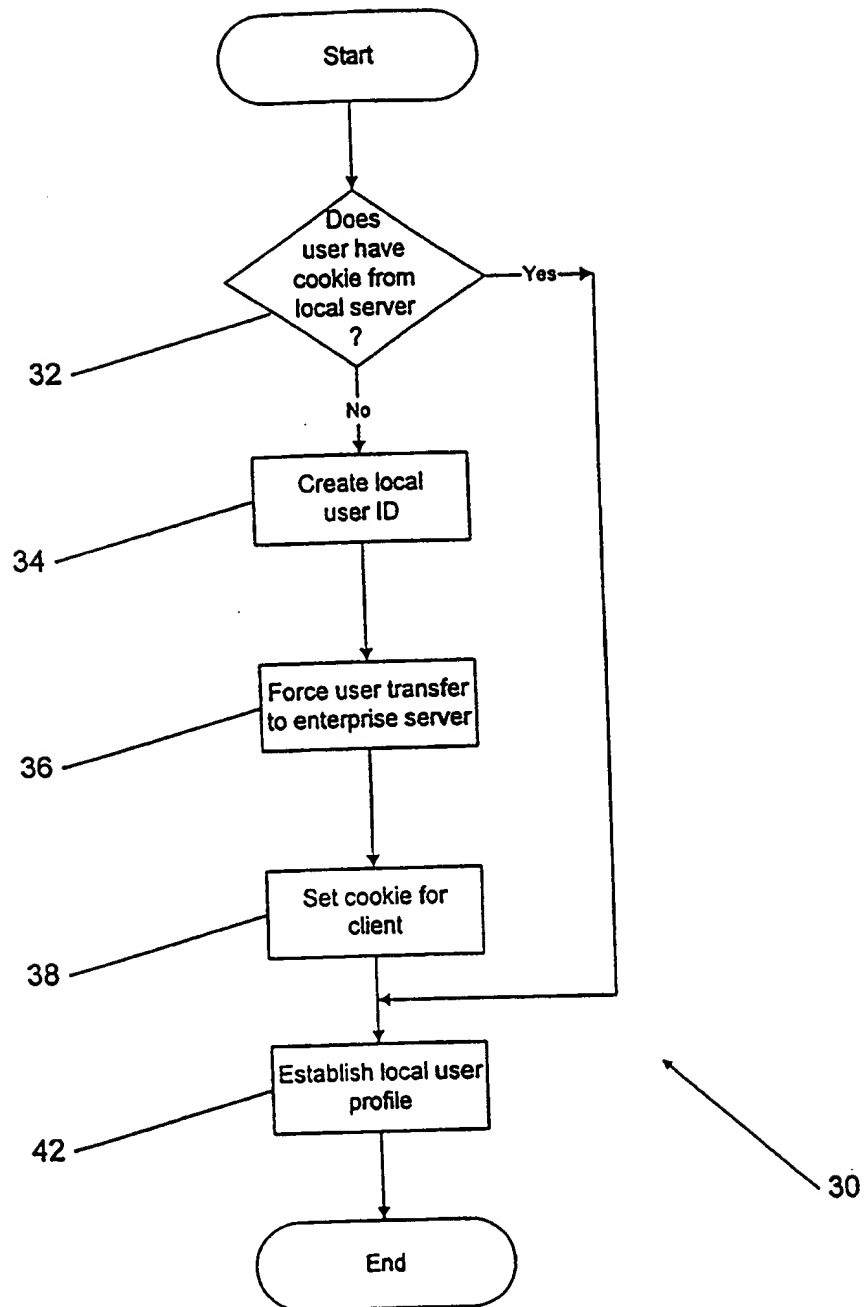 Start
Does
user have
cookie from
local server
?
Yes
32
No
Create local
user ID
34
Force user transfer
to enterprise server
36
Set cookie for
client
38
Establish local user
profile
42
30
End